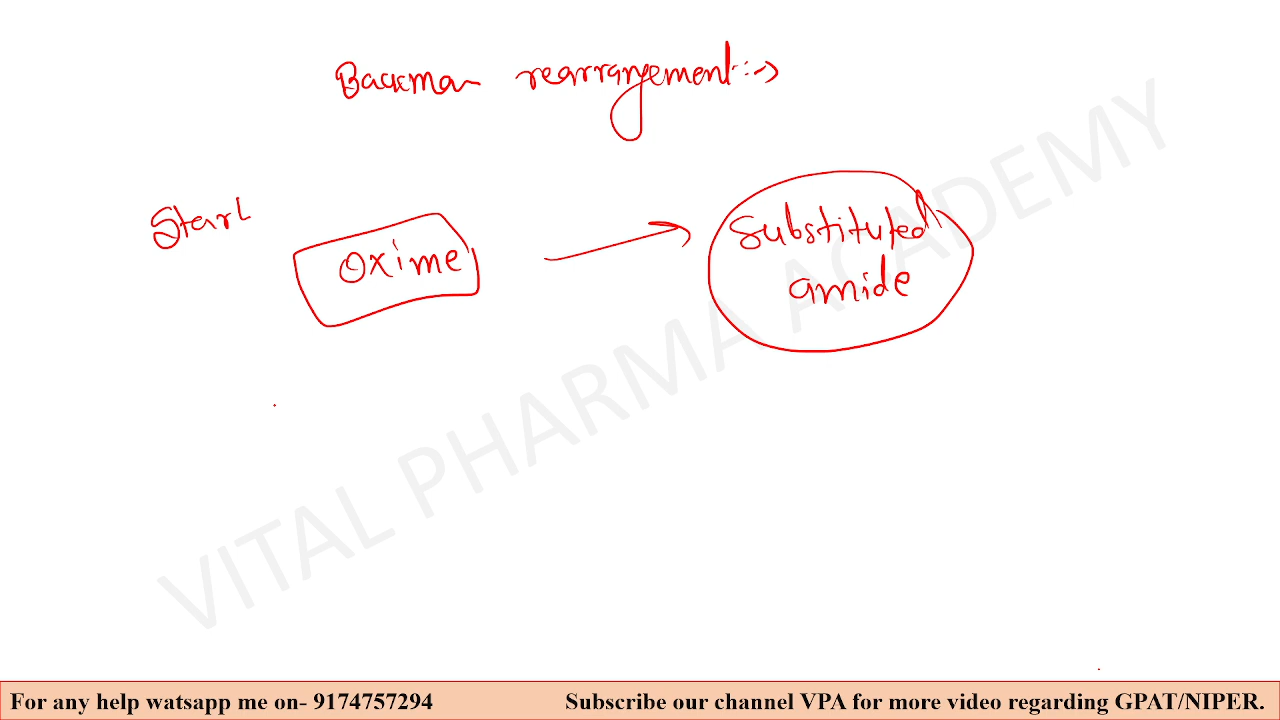 Backman rearrangement :->
Start
Oxime → Substituted
amide
VITAL PHARMA ACADEMY
For any help watsapp me on- 9174757294 Subscribe our channel VPA for more video regarding GPAT/NIPER.